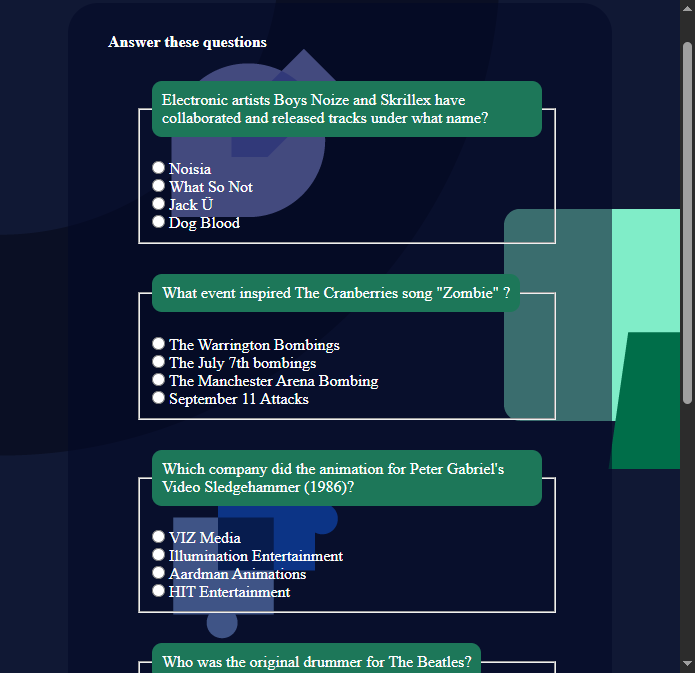 Answer these questions
Electronic artists Boys Noize and Skrillex have
collaborated and released tracks under what name?
Noisia
What So Not
Jack Ü
Dog Blood
What event inspired The Cranberries song "Zombie" ?
The Warrington Bombings
The July 7th bombings
The Manchester Arena Bombing
September 11 Attacks
Which company did the animation for Peter Gabriel's
Video Sledgehammer (1986)?
VIZ Media
Illumination Entertainment
Aardman Animations
HIT Entertainment
Who was the original drummer for The Beatles?